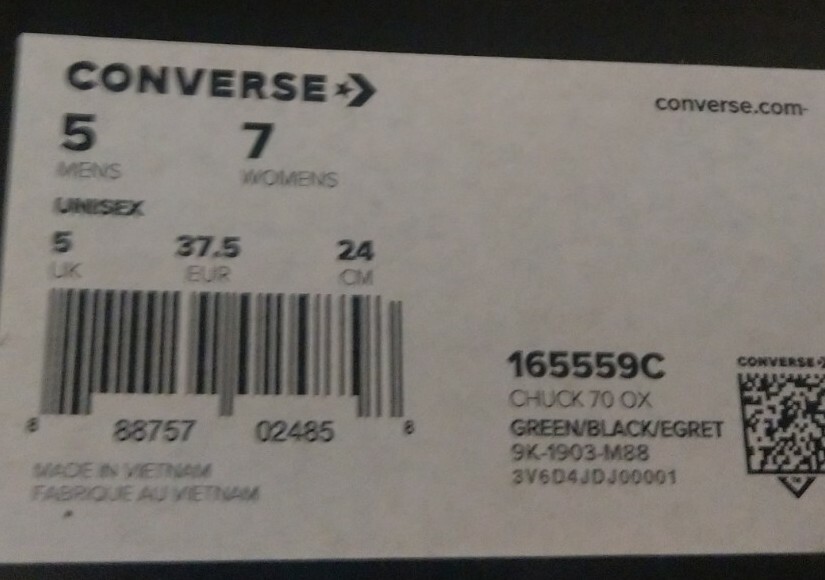 CONVERSE
converse.com
5 7
MENS WOMENS
UNISEX
5 37.5 24
UK EUR CM
8 88757 02485 8
MADE IN VIETNAM
FABRIQUE AU VIETNAM
165559C
CHUCK 70 OX
GREEN/BLACK/EGRET
9K-1903-M88
3V6D4JDJ00001
CONVERSE